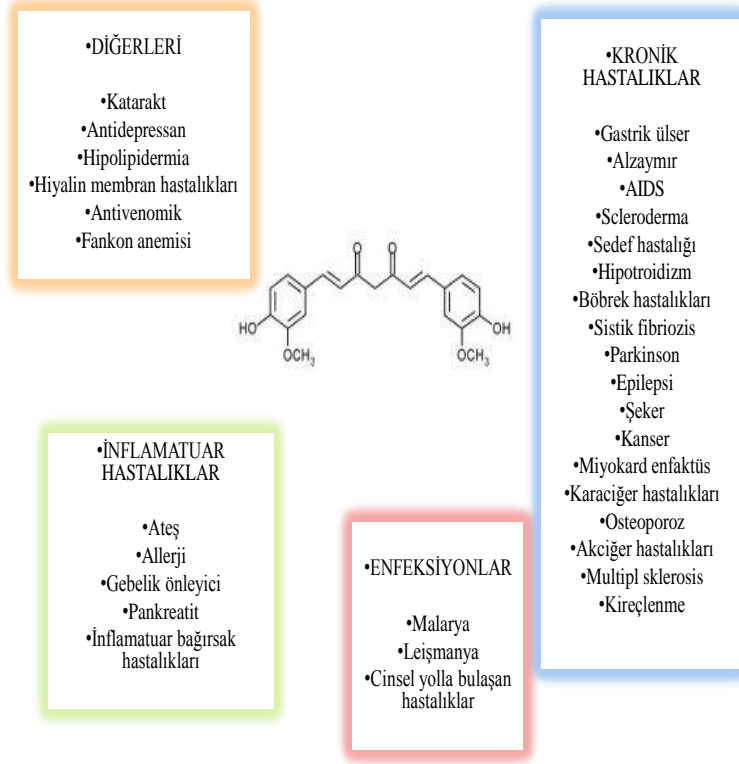 •DİĞERLERİ
•Katarakt
•Antidepressan
•Hipolipidermia
•Hiyalin membran hastalıkları
•Antivenomik
•Fankon anemisi
•KRONİK
HASTALIKLAR
•Gastrik ülser
•Alzaymır
•AIDS
•Scleroderma
•Sedef hastalığı
•Hipotroidizm
•Böbrek hastalıkları
•Sistik fibriozis
•Parkinson
•Epilepsi
•Şeker
•Kanser
•Miyokard enfaktüs
•Karaciğer hastalıkları
•Osteoporoz
•Akciğer hastalıkları
•Multipl sklerosis
•Kireçlenme
O O
HO OH
OCH3 OCH3
•İNFLAMATUAR
HASTALIKLAR
•Ateş
•Allerji
•Gebelik önleyici
•Pankreatit
•İnflamatuar bağırsak
hastalıkları
•ENFEKSİYONLAR
•Malarya
•Leişmanya
•Cinsel yolla bulaşan
hastalıklar